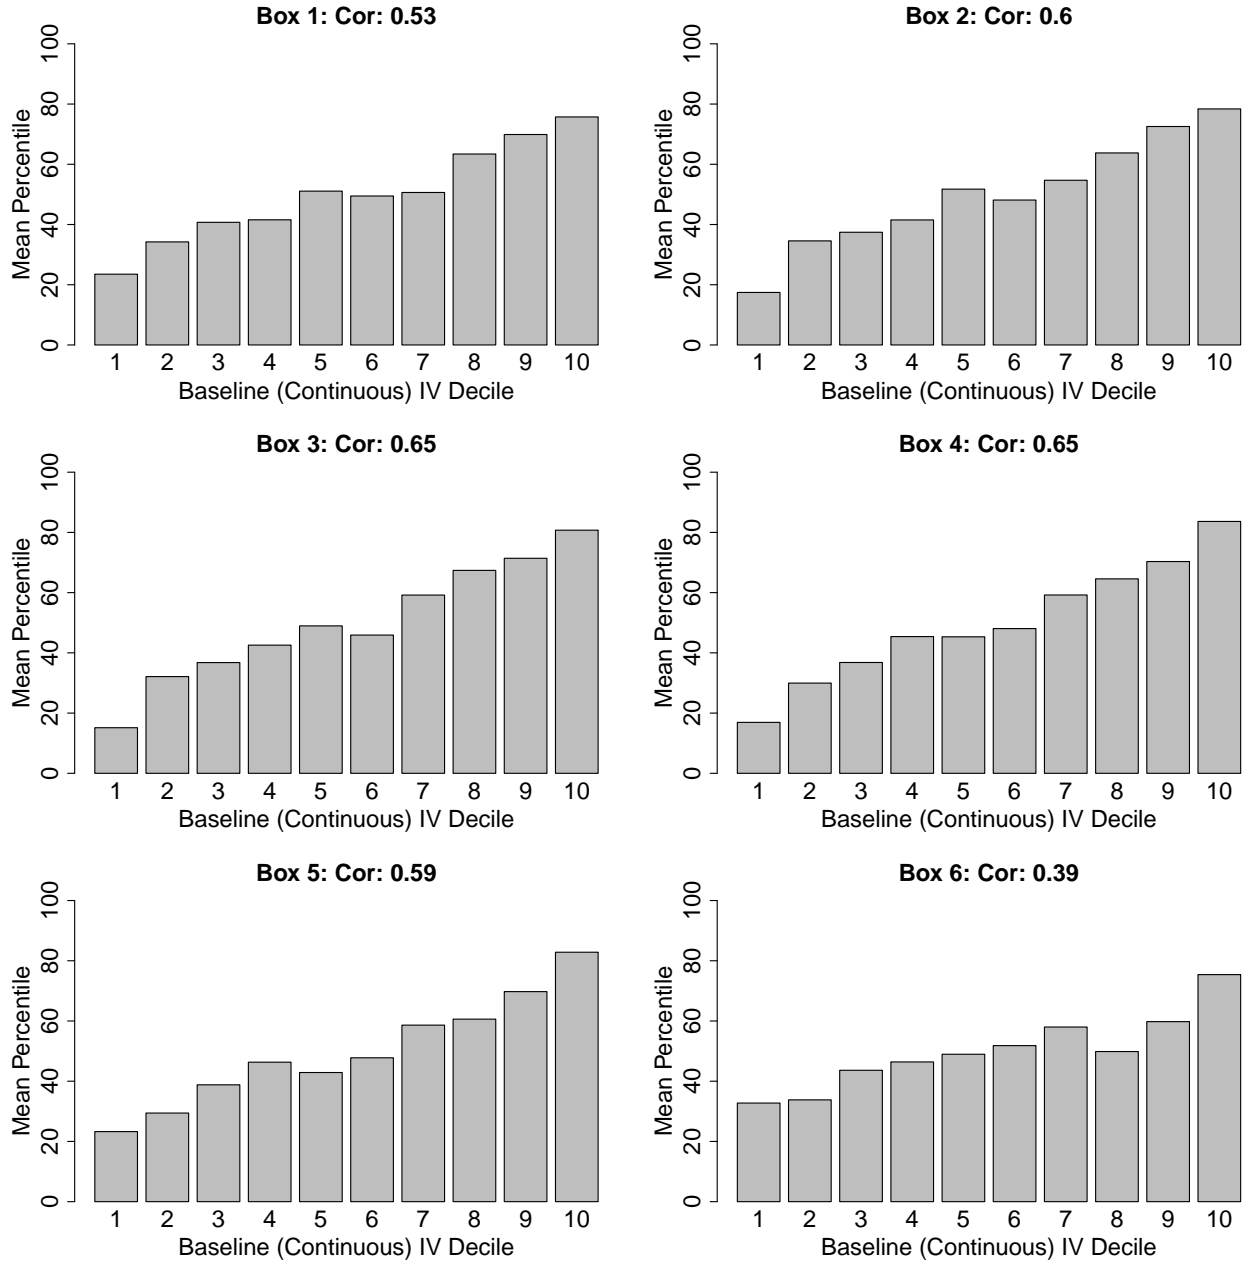 Box 1: Cor: 0.53
Mean Percentile
0 20 40 60 80 100
1 2 3 4 5 6 7 8 9 10
Baseline (Continuous) IV Decile
Box 2: Cor: 0.6
Mean Percentile
0 20 40 60 80 100
1 2 3 4 5 6 7 8 9 10
Baseline (Continuous) IV Decile
Box 3: Cor: 0.65
Mean Percentile
0 20 40 60 80 100
1 2 3 4 5 6 7 8 9 10
Baseline (Continuous) IV Decile
Box 4: Cor: 0.65
Mean Percentile
0 20 40 60 80 100
1 2 3 4 5 6 7 8 9 10
Baseline (Continuous) IV Decile
Box 5: Cor: 0.59
Mean Percentile
0 20 40 60 80 100
1 2 3 4 5 6 7 8 9 10
Baseline (Continuous) IV Decile
Box 6: Cor: 0.39
Mean Percentile
0 20 40 60 80 100
1 2 3 4 5 6 7 8 9 10
Baseline (Continuous) IV Decile